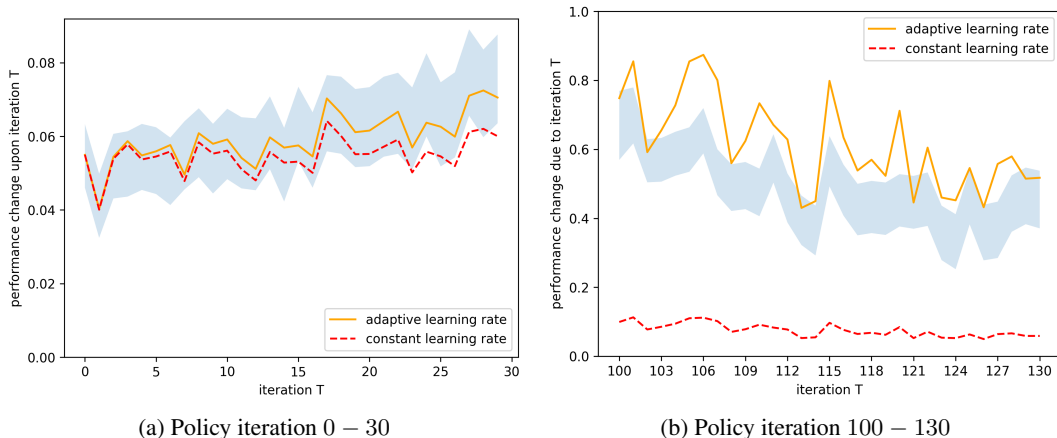 performance change upon iteration T
0.08
0.06
0.04
0.02
0.00
adaptive learning rate
constant learning rate
0 5 10 15 20 25 30
iteration T
(a) Policy iteration 0 − 30
performance change due to iteration T
1.0
0.8
0.6
0.4
0.2
0.0
adaptive learning rate
constant learning rate
100 103 106 109 112 115 118 121 124 127 130
iteration T
(b) Policy iteration 100 − 130